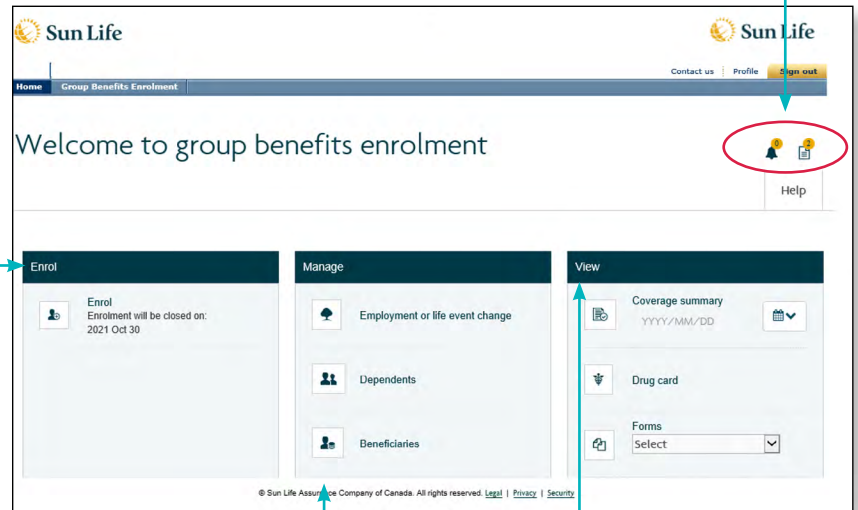 Sun Life
Sun Life
Contact us Profile Sign out
Home Group Benefits Enrolment
Welcome to group benefits enrolment
0 2
Help
Enrol
Enrol
Enrolment will be closed on:
2021 Oct 30
Manage
Employment or life event change
Dependents
Beneficiaries
View
Coverage summary
YYYY/MM/DD
Drug card
Forms
Select
© Sun Life Assurance Company of Canada. All rights reserved. Legal | Privacy | Security